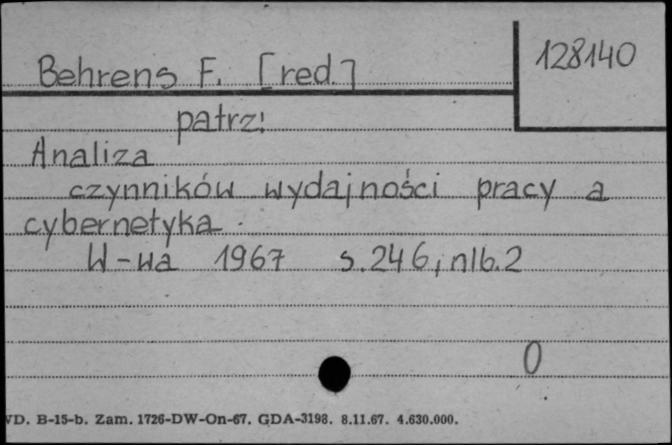 Behrens F. [red.]
128140
patrz:
Analiza
czynników wydajności pracy a
cybernetyka.
W-wa 1967 s. 246, nlb. 2
0
VD. B-15-b. Zam. 1726-DW-On-67. GDA-3198. 8.11.67. 4.630.000.